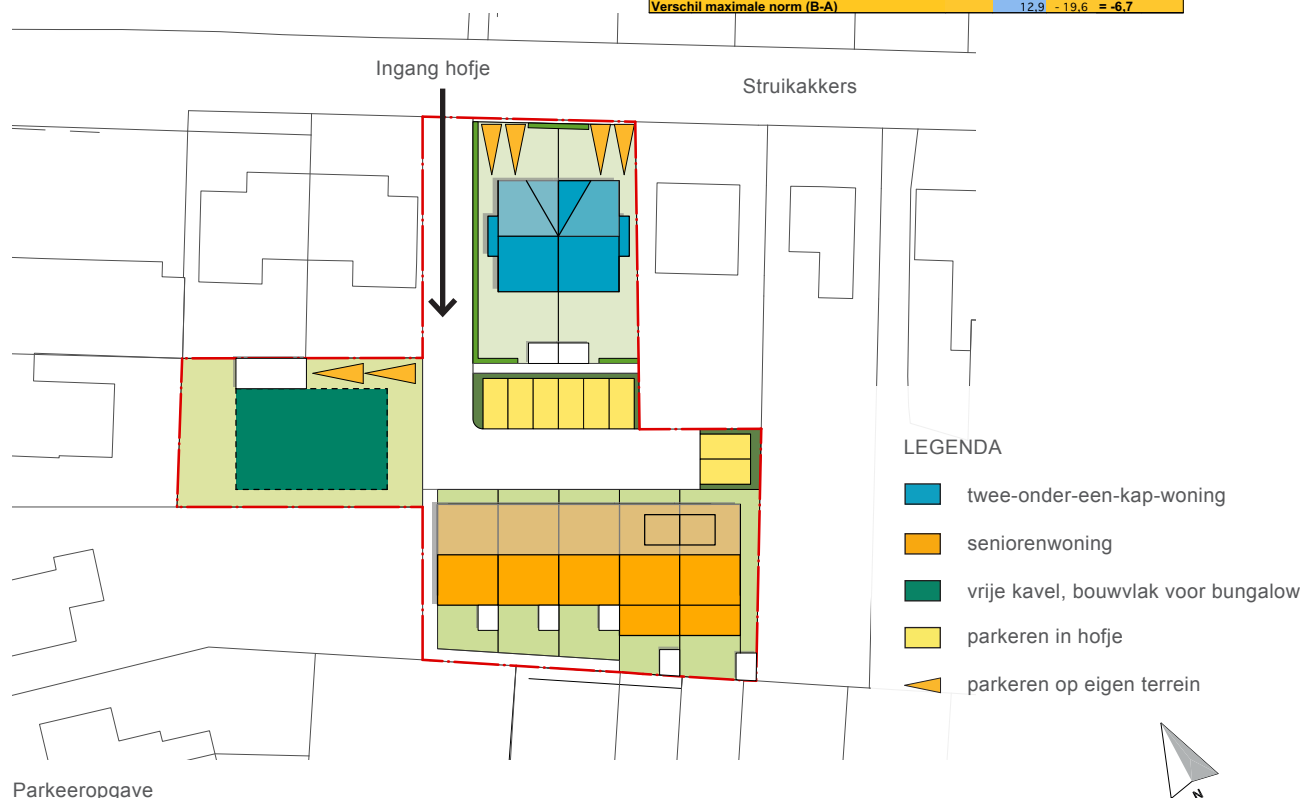 Verschil maximale norm (B-A) 12,9 - 19,6 = -6,7
Ingang hofje
Struikakkers
LEGENDA
twee-onder-een-kap-woning
seniorenwoning
vrije kavel, bouwvlak voor bungalow
parkeren in hofje
parkeren op eigen terrein
N
Parkeeropgave